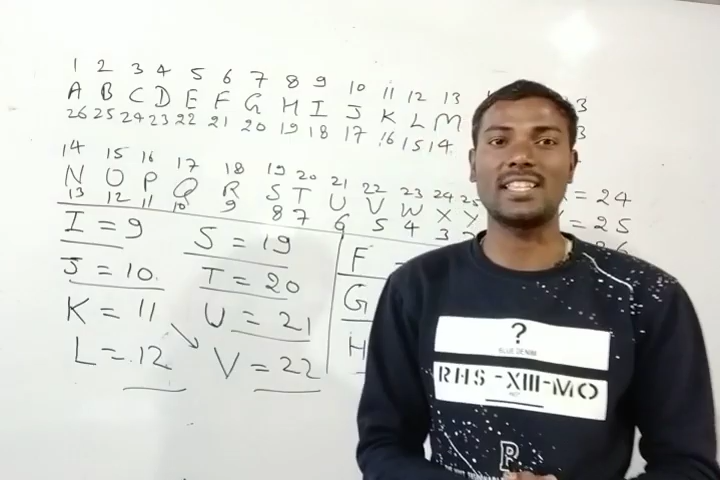 1 2 3 4 5 6 7 8 9 10 11 12 13
A B C D E F G H I J K L M
26 25 24 23 22 21 20 19 18 17 16 15 14
14 15 16 17 18 19 20 21 22 23 24 25
N O P Q R S T U V W X Y
13 12 11 10 9 8 7 6 5 4 3
= 24
= 25
I = 9
J = 10
K = 11
L = 12
S = 19
T = 20
U = 21
V = 22
F
G
H
?
BLUE DENIM
RHS - XIII - MO
P